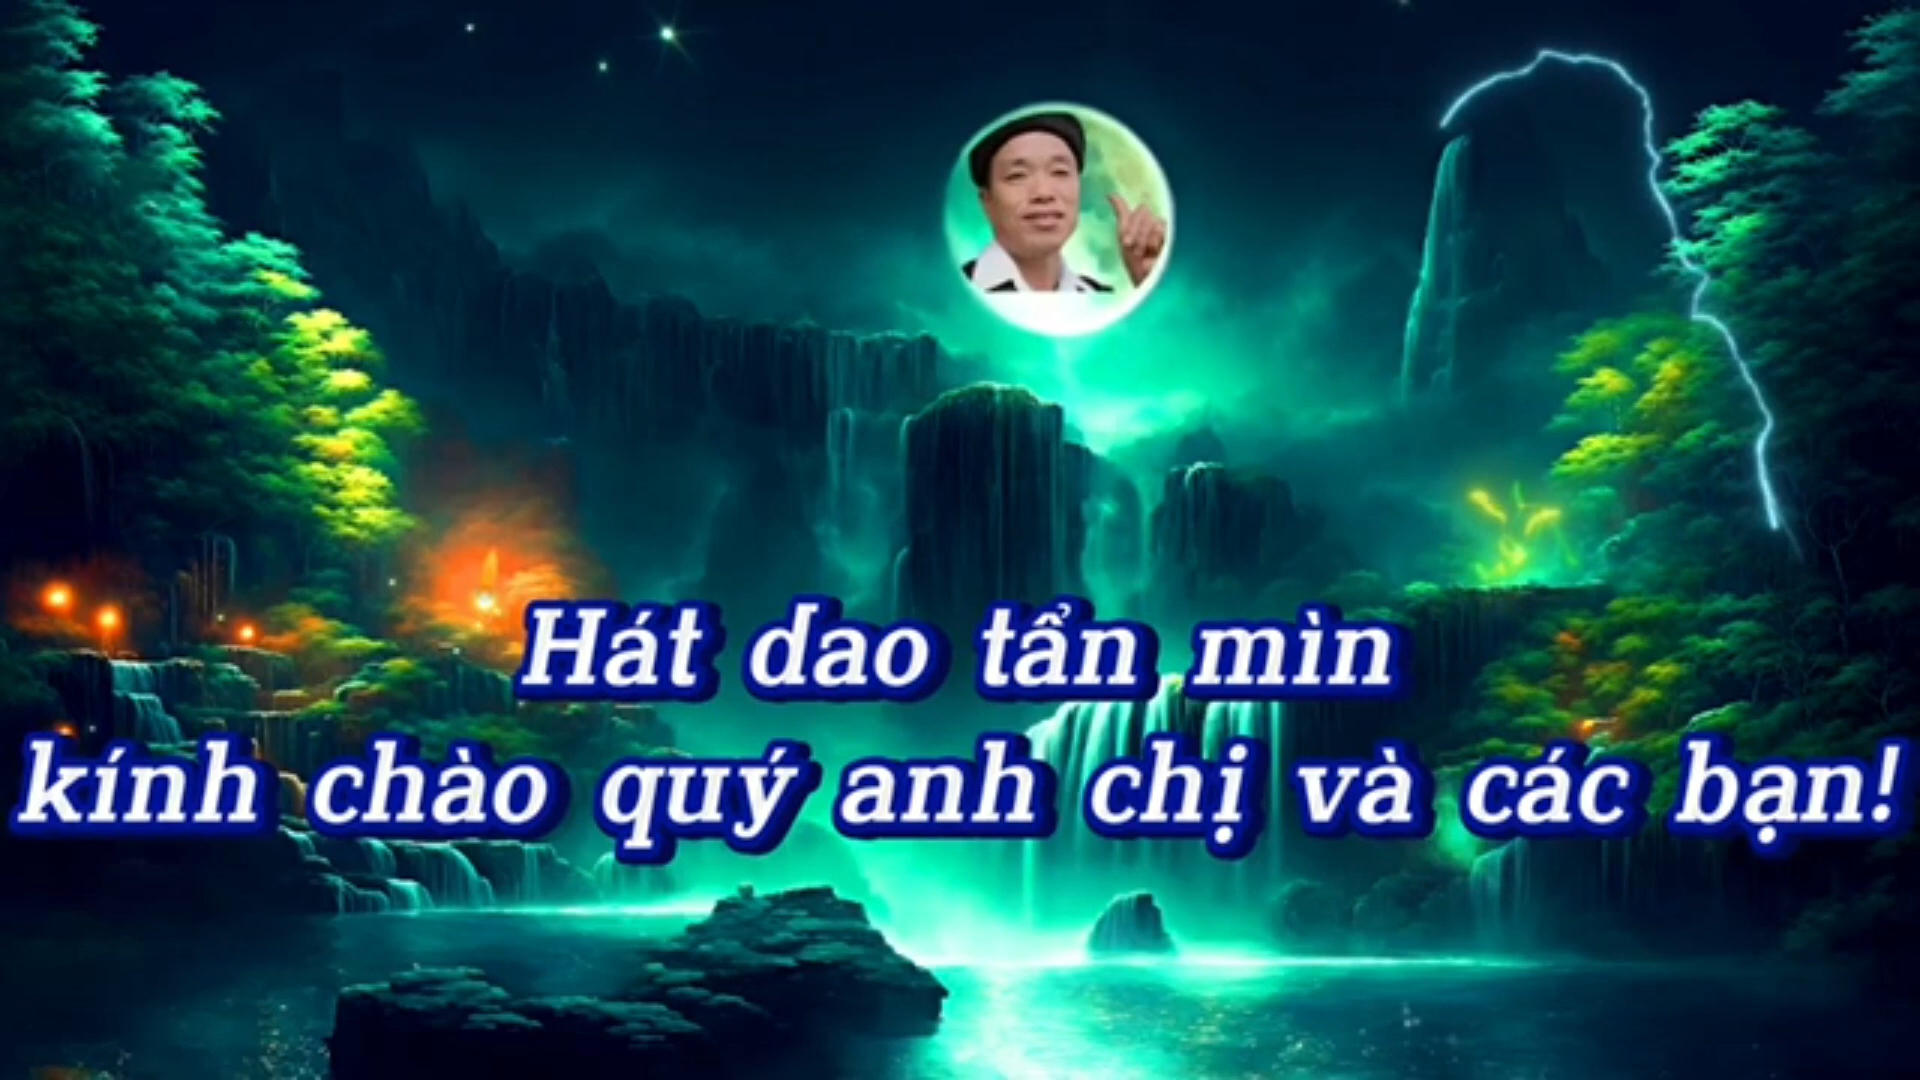 Hát dao tẩn mìn
kính chào quý anh chị và các bạn!